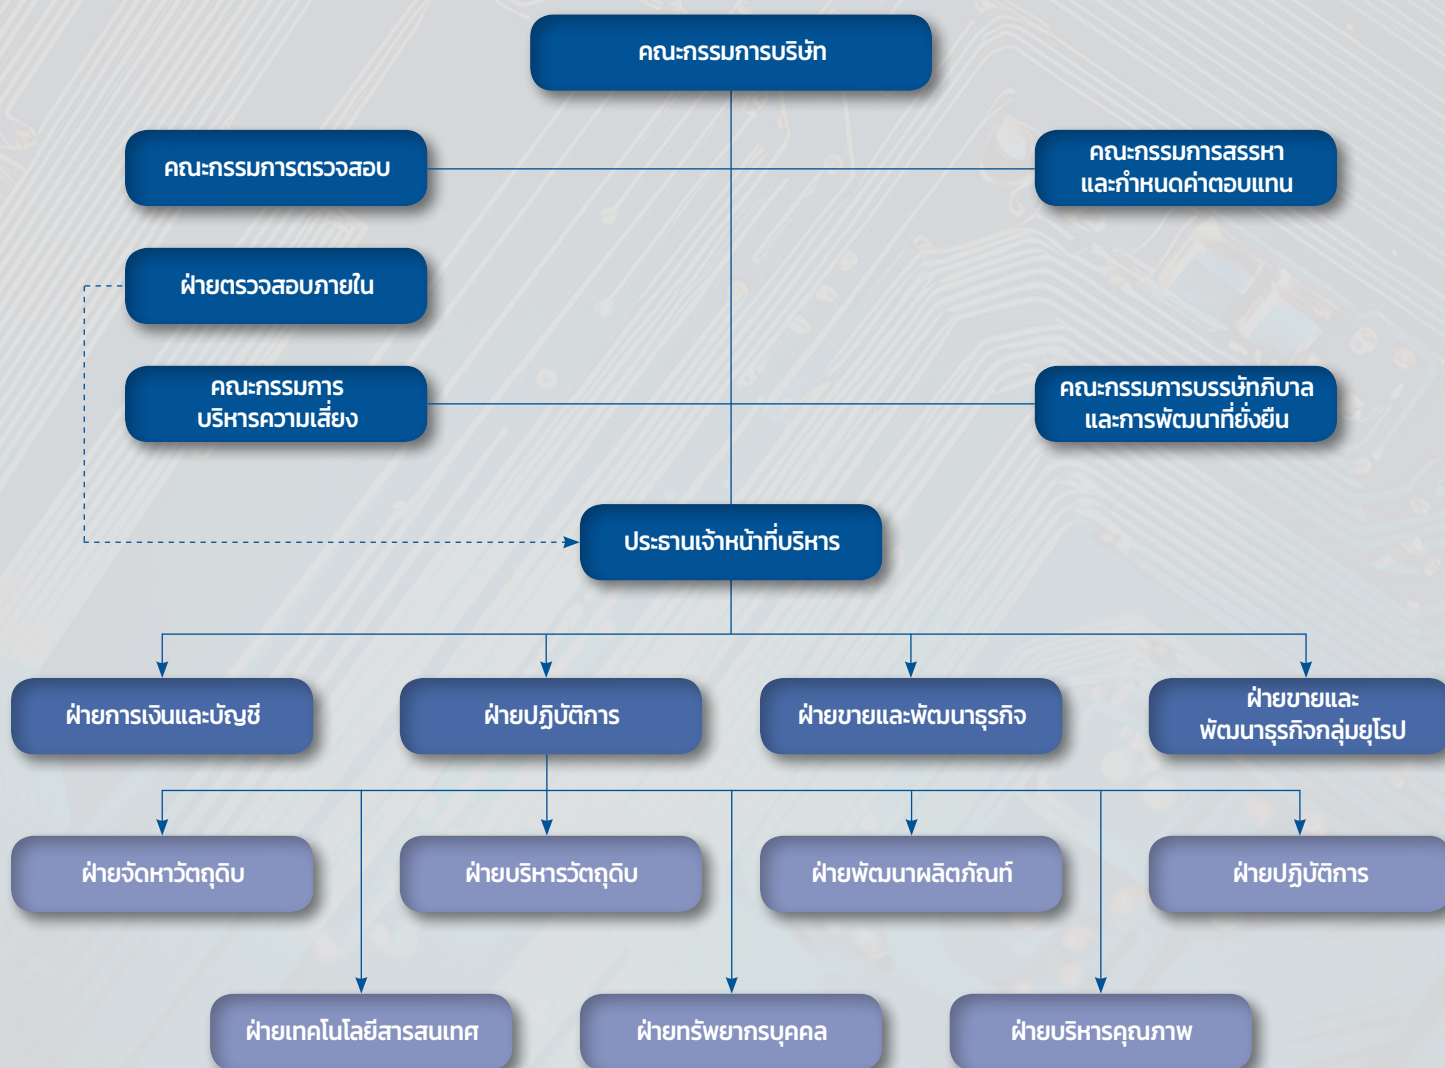 คณะกรรมการบริษัท
คณะกรรมการตรวจสอบ
คณะกรรมการสรรหา
และกำหนดค่าตอบแทน
ฝ่ายตรวจสอบภายใน
คณะกรรมการ
บริหารความเสี่ยง
คณะกรรมการบรรษัทภิบาล
และการพัฒนาที่ยั่งยืน
ประธานเจ้าหน้าที่บริหาร
ฝ่ายการเงินและบัญชี
ฝ่ายปฏิบัติการ
ฝ่ายขายและพัฒนาธุรกิจ
ฝ่ายขายและ
พัฒนาธุรกิจกลุ่มยุโรป
ฝ่ายจัดหาวัตถุดิบ
ฝ่ายบริหารวัตถุดิบ
ฝ่ายพัฒนาผลิตภัณฑ์
ฝ่ายปฏิบัติการ
ฝ่ายเทคโนโลยีสารสนเทศ
ฝ่ายทรัพยากรบุคคล
ฝ่ายบริหารคุณภาพ